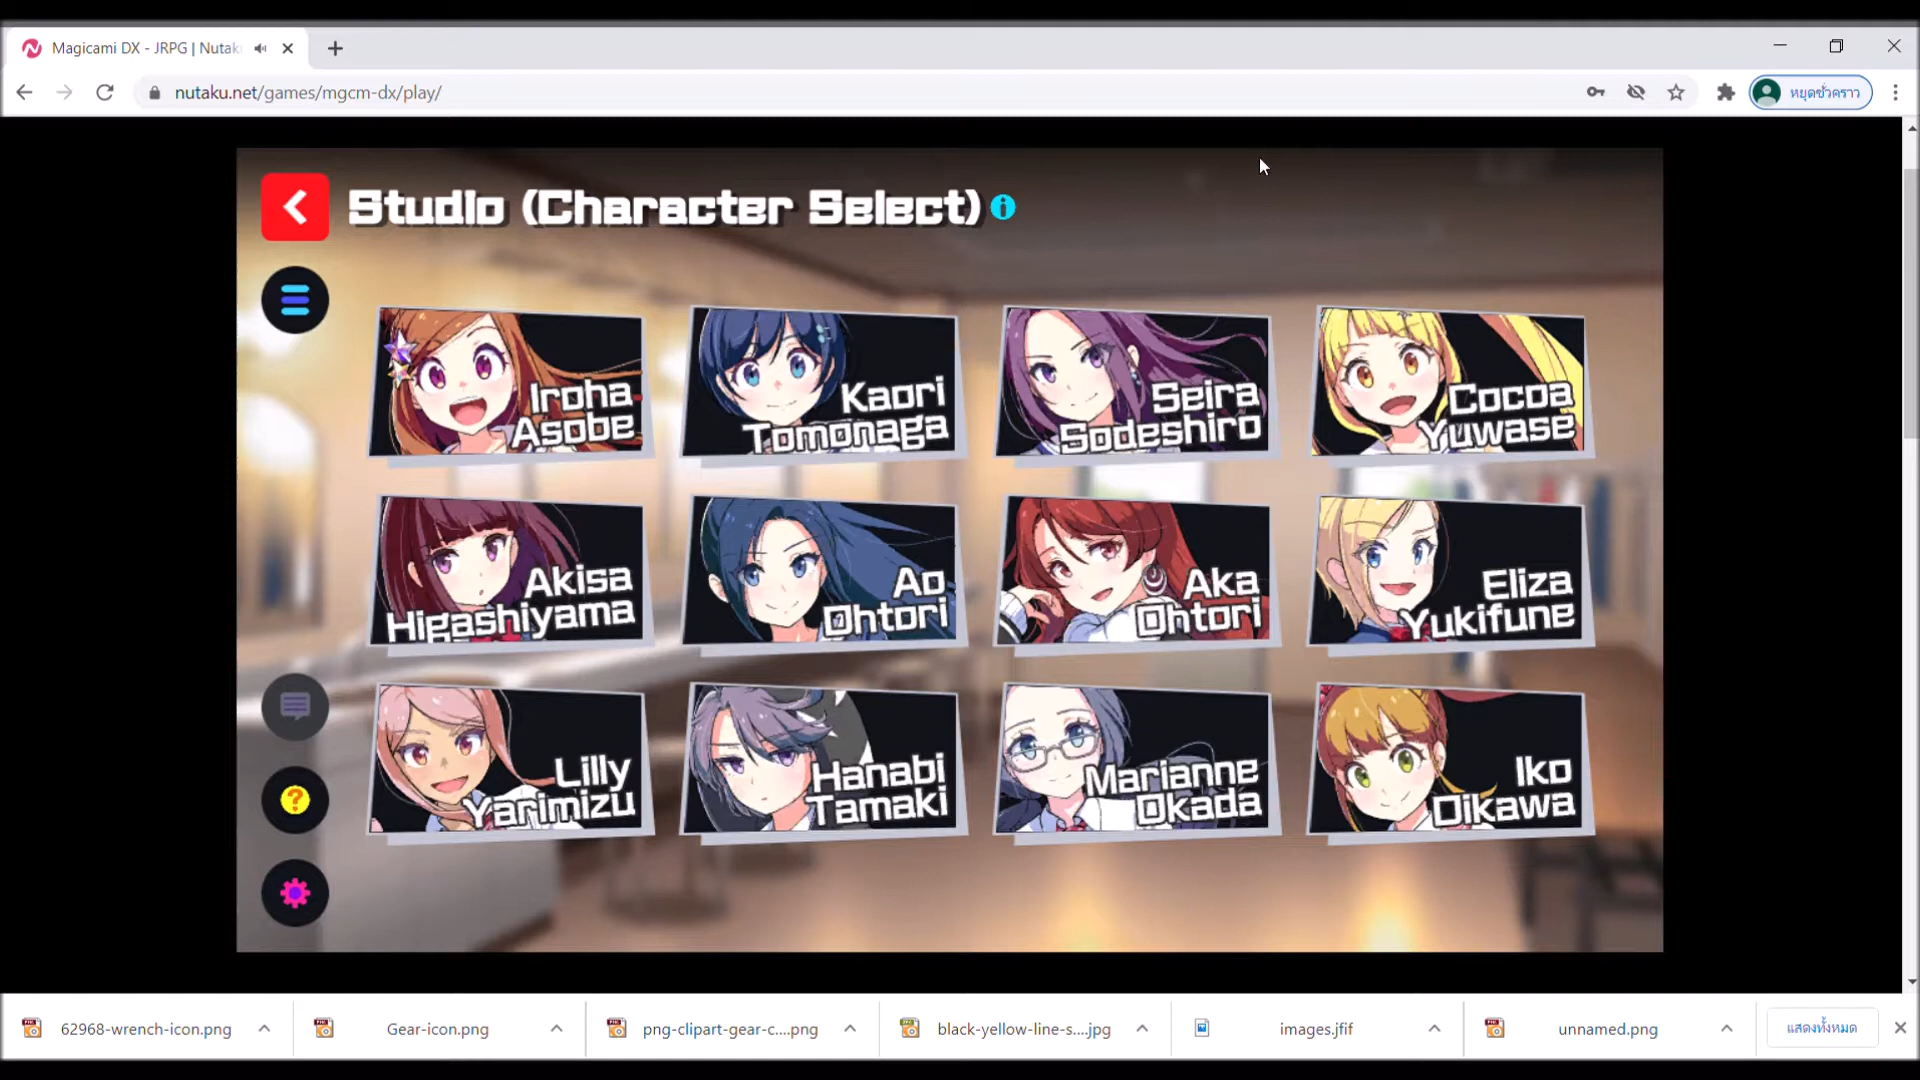 Magicami DX - JRPG | Nutak
nutaku.net/games/mgcm-dx/play/
หยุดชั่วคราว
Studio (Character Select)
Iroha
Asobe
Kaori
Tomonaga
Seira
Sodeshiro
Cocoa
Yuwase
Akisa
Higashiyama
Ao
Ohtori
Aka
Ohtori
Eliza
Yukifune
Lilly
Yarimizu
Hanabi
Tamaki
Marianne
Okada
Iko
Oikawa
62968-wrench-icon.png
Gear-icon.png
png-clipart-gear-c....png
black-yellow-line-s....jpg
images.jfif
unnamed.png
แสดงทั้งหมด